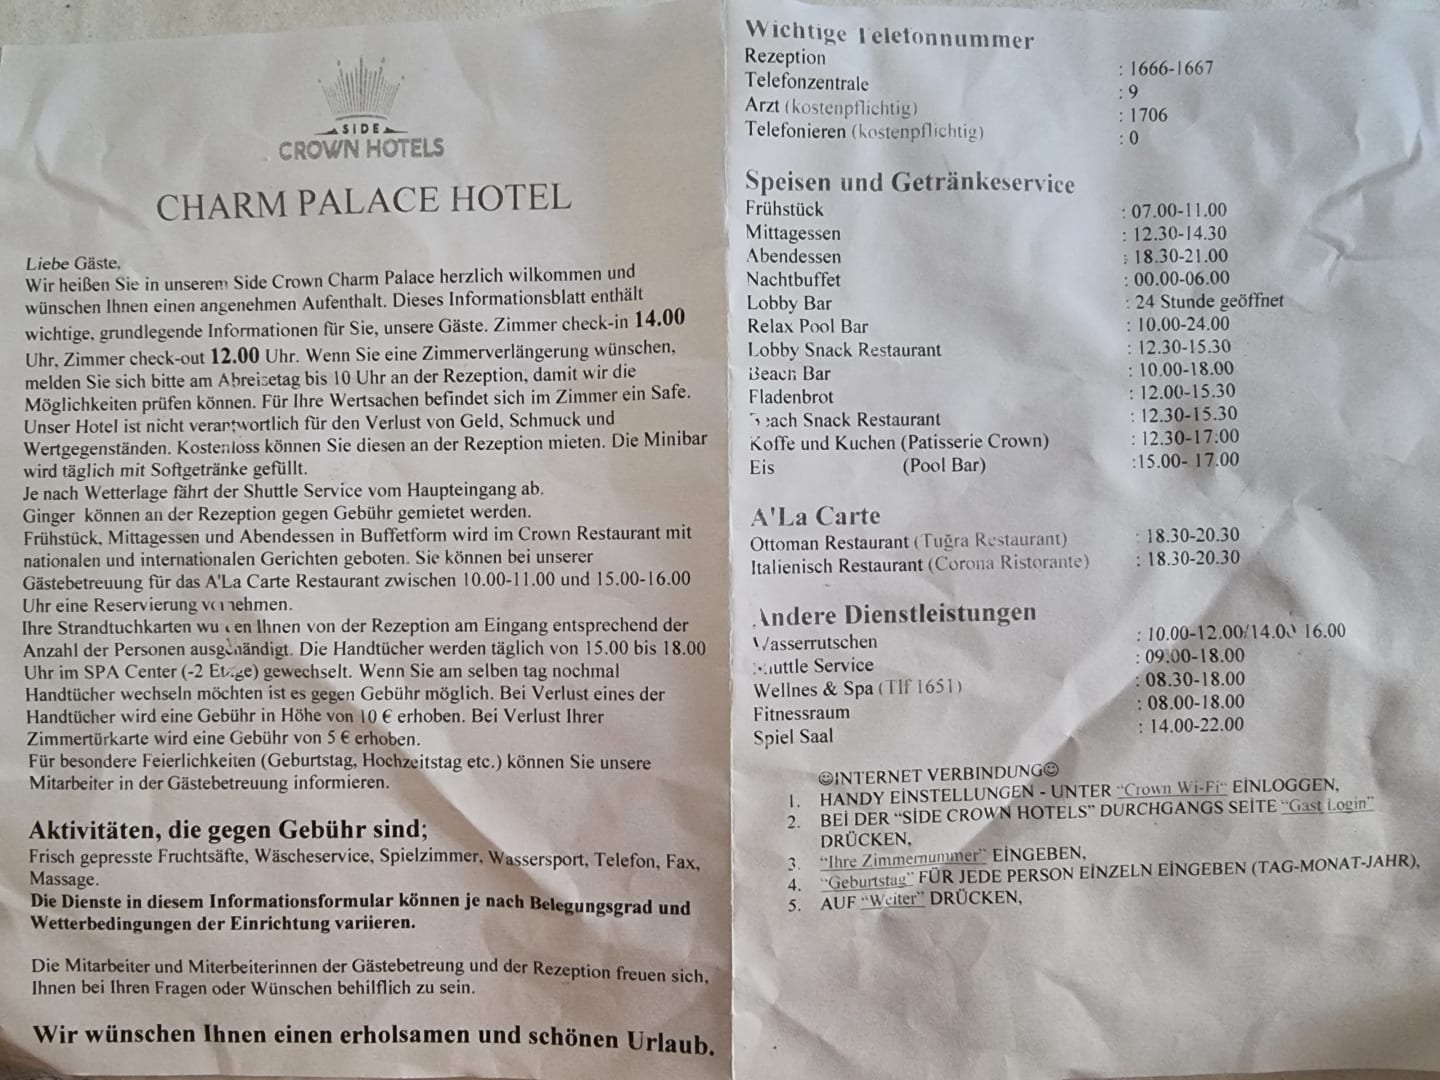 SIDE
CROWN HOTELS
CHARM PALACE HOTEL
Liebe Gäste,
Wir heißen Sie in unserem Side Crown Charm Palace herzlich wilkommen und
wünschen Ihnen einen angenehmen Aufenthalt. Dieses Informationsblatt enthält
wichtige, grundlegende Informationen für Sie, unsere Gäste. Zimmer check-in 14.00
Uhr, Zimmer check-out 12.00 Uhr. Wenn Sie eine Zimmerverlängerung wünschen,
melden Sie sich bitte am Abreisetag bis 10 Uhr an der Rezeption, damit wir die
Möglichkeiten prüfen können. Für Ihre Wertsachen befindet sich im Zimmer ein Safe.
Unser Hotel ist nicht verantwortlich für den Verlust von Geld, Schmuck und
Wertgegenständen. Kostenloss können Sie diesen an der Rezeption mieten. Die Minibar
wird täglich mit Softgetränke gefüllt.
Je nach Wetterlage fährt der Shuttle Service vom Haupteingang ab.
Ginger können an der Rezeption gegen Gebühr gemietet werden.
Frühstück, Mittagessen und Abendessen in Buffetform wird im Crown Restaurant mit
nationalen und internationalen Gerichten geboten. Sie können bei unserer
Gästebetreuung für das A'La Carte Restaurant zwischen 10.00-11.00 und 15.00-16.00
Uhr eine Reservierung vornehmen.
Ihre Strandtuchkarten wurden Ihnen von der Rezeption am Eingang entsprechend der
Anzahl der Personen ausgehändigt. Die Handtücher werden täglich von 15.00 bis 18.00
Uhr im SPA Center (-2 Etage) gewechselt. Wenn Sie am selben tag nochmal
Handtücher wechseln möchten ist es gegen Gebühr möglich. Bei Verlust eines der
Handtücher wird eine Gebühr in Höhe von 10 € erhoben. Bei Verlust Ihrer
Zimmertürkarte wird eine Gebühr von 5 € erhoben.
Für besondere Feierlichkeiten (Geburtstag, Hochzeitstag etc.) können Sie unsere
Mitarbeiter in der Gästebetreuung informieren.
Aktivitäten, die gegen Gebühr sind;
Frisch gepresste Fruchtsäfte, Wäscheservice, Spielzimmer, Wassersport, Telefon, Fax,
Massage.
Die Dienste in diesem Informationsformular können je nach Belegungsgrad und
Wetterbedingungen der Einrichtung variieren.
Die Mitarbeiter und Miterbeiterinnen der Gästebetreung und der Rezeption freuen sich,
Ihnen bei Ihren Fragen oder Wünschen behilflich zu sein.
Wir wünschen Ihnen einen erholsamen und schönen Urlaub.
Wichtige Telefonnummer
Rezeption : 1666-1667
Telefonzentrale : 9
Arzt (kostenpflichtig) : 1706
Telefonieren (kostenpflichtig) : 0
Speisen und Getränkeservice
Frühstück : 07.00-11.00
Mittagessen : 12.30-14.30
Abendessen : 18.30-21.00
Nachtbuffet : 00.00-06.00
Lobby Bar : 24 Stunde geöffnet
Relax Pool Bar : 10.00-24.00
Lobby Snack Restaurant : 12.30-15.30
Beach Bar : 10.00-18.00
Fladenbrot : 12.00-15.30
Beach Snack Restaurant : 12.30-15.30
Koffe und Kuchen (Patisserie Crown) : 12.30-17:00
Eis (Pool Bar) :15.00- 17.00
A'La Carte
Ottoman Restaurant (Tuğra Restaurant) : 18.30-20.30
Italienisch Restaurant (Corona Ristorante) : 18.30-20.30
Andere Dienstleistungen
Wasserrutschen : 10.00-12.00/14.00 16.00
Shuttle Service : 09.00-18.00
Wellnes & Spa (Tlf 1651) : 08.30-18.00
Fitnessraum : 08.00-18.00
Spiel Saal : 14.00-22.00
☺INTERNET VERBINDUNG☺
1. HANDY EİNSTELLUNGEN - UNTER “Crown Wi-Fi“ EİNLOGGEN,
2. BEİ DER “SİDE CROWN HOTELS” DURCHGANGS SEİTE “Gast Login”
DRÜCKEN,
3. “Ihre Zimmernummer” EİNGEBEN,
4. “Geburtstag” FÜR JEDE PERSON EİNZELN EİNGEBEN (TAG-MONAT-JAHR),
5. AUF “Weiter” DRÜCKEN,